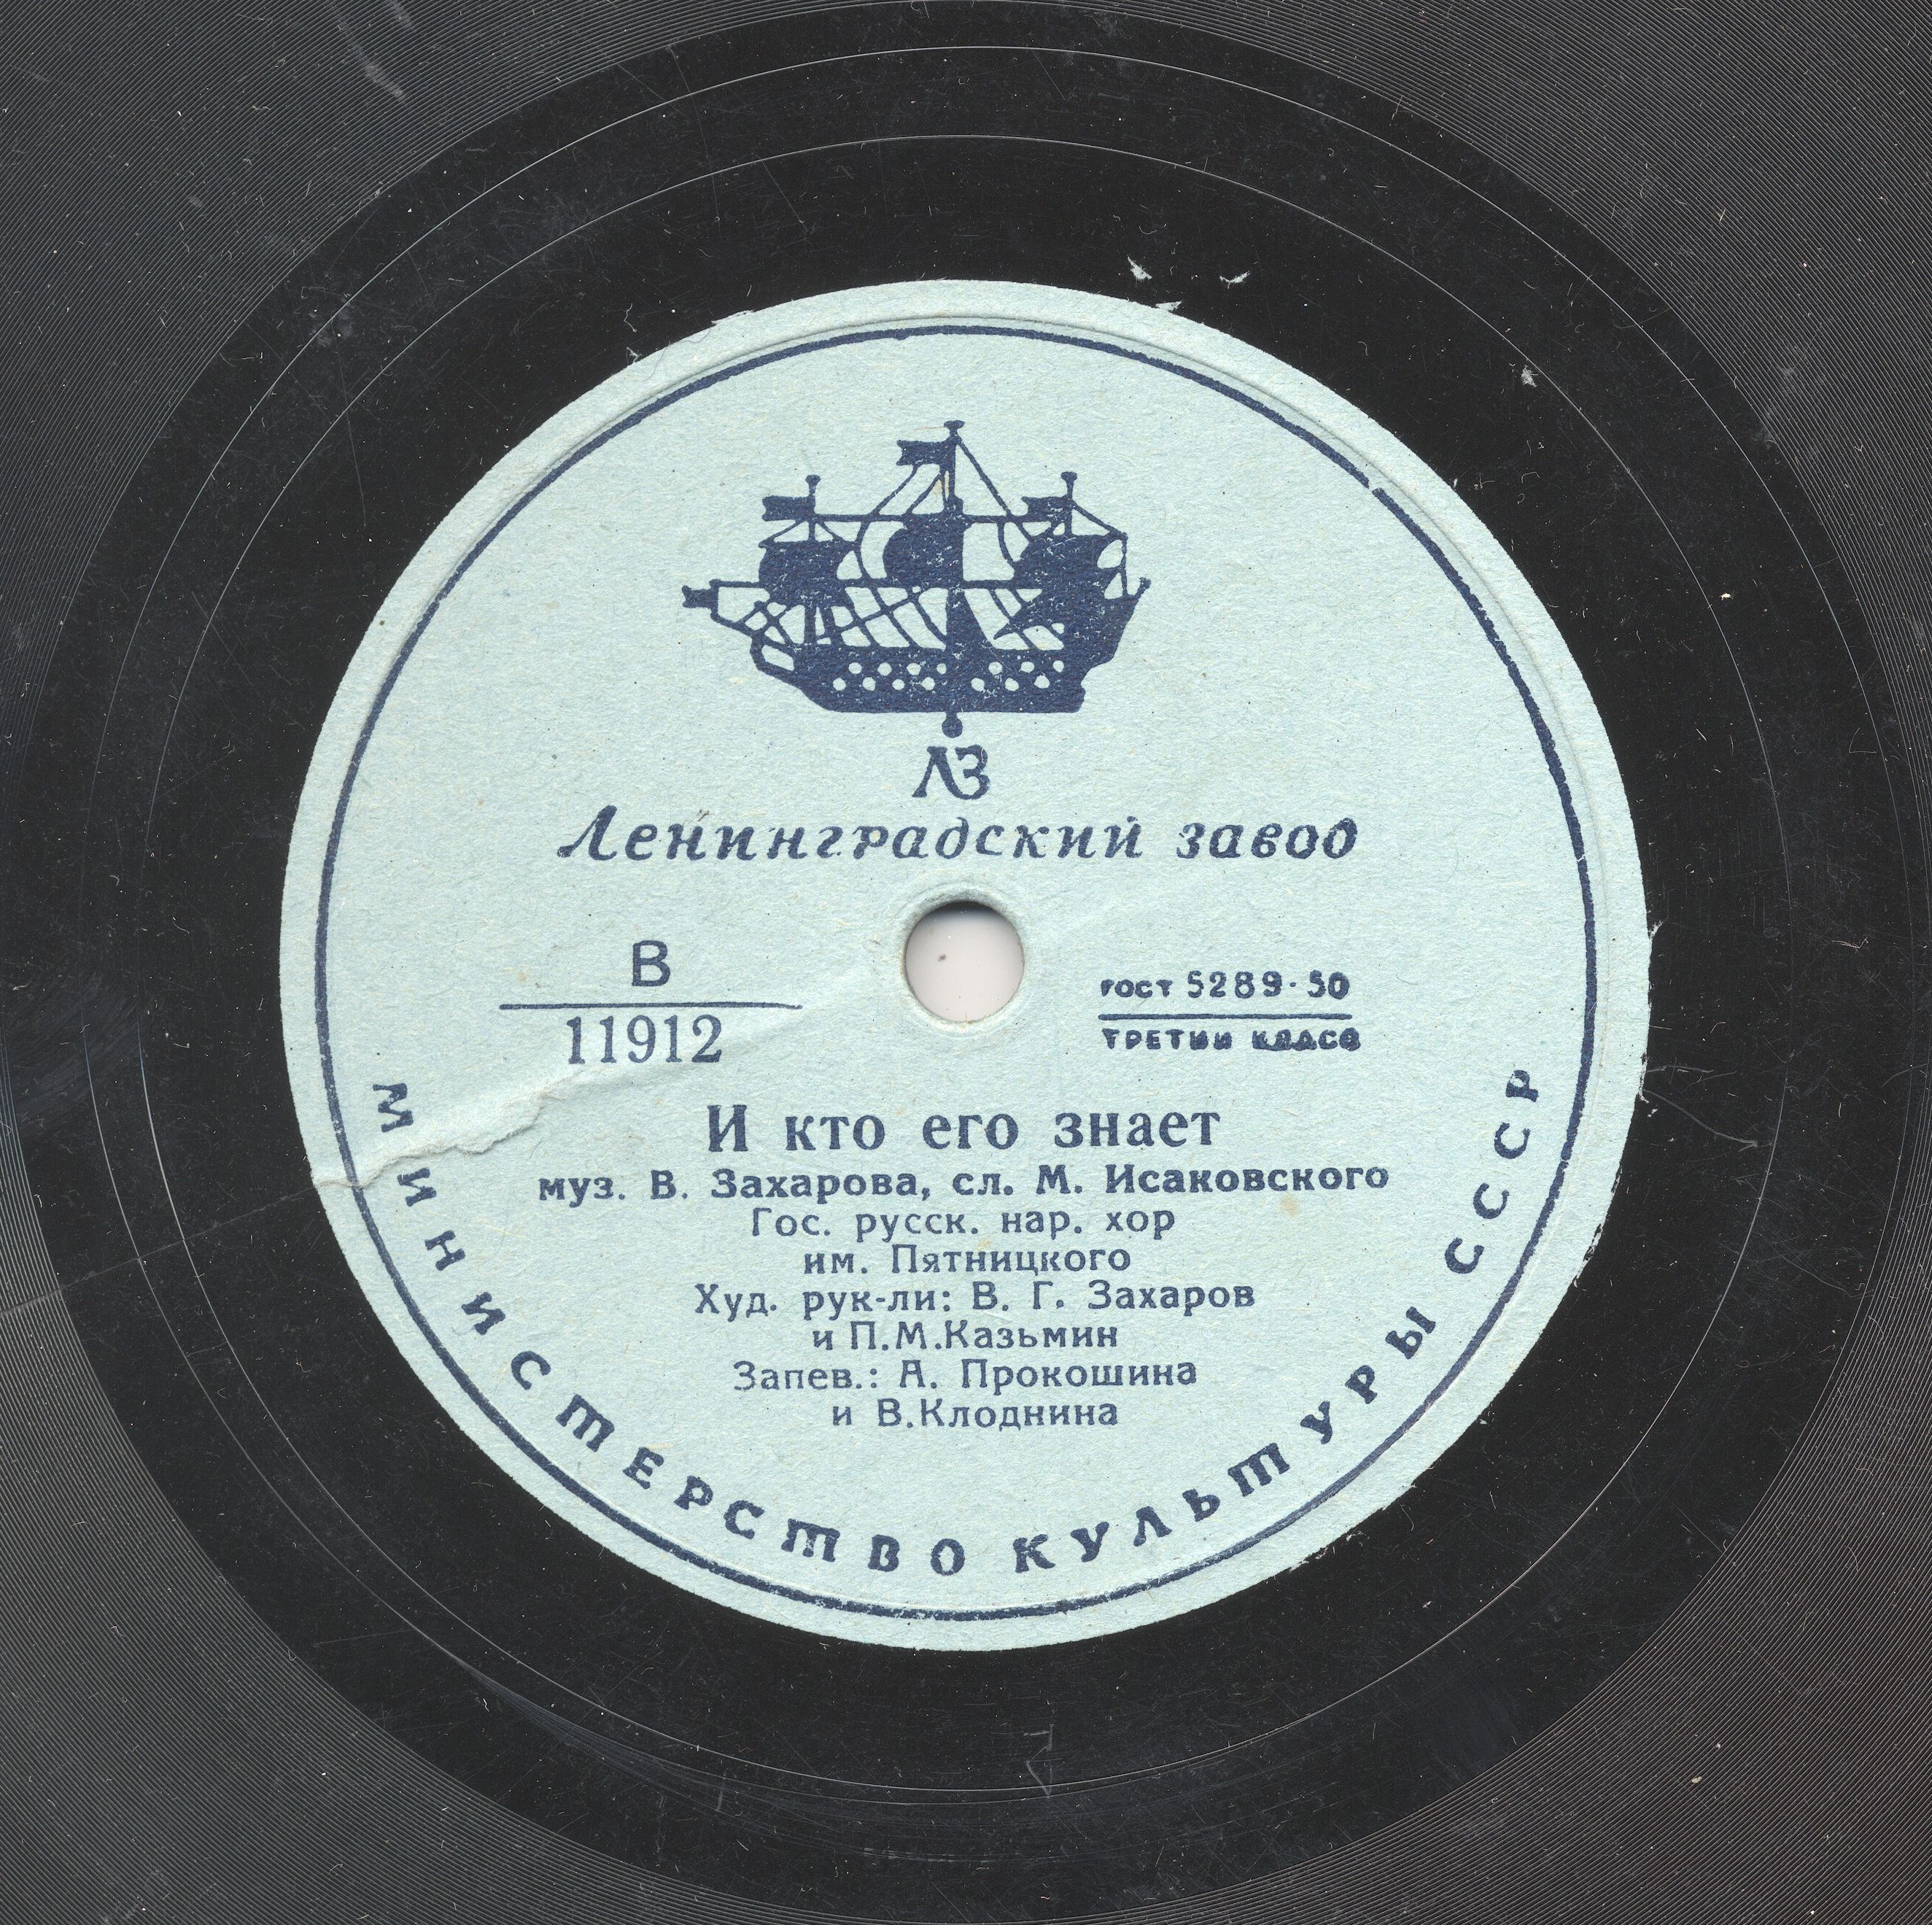 ЛЗ
Ленинградский завод
В
11912
ГОСТ 5289·50
ТРЕТИЙ КЛАСС
И кто его знает
муз. В. Захарова, сл. М. Исаковского
Гос. русск. нар. хор
им. Пятницкого
Худ. рук-ли: В. Г. Захаров
и П.М.Казьмин
Запев.: А. Прокошина
и В.Клоднина
МИНИСТЕРСТВО КУЛЬТУРЫ СССР